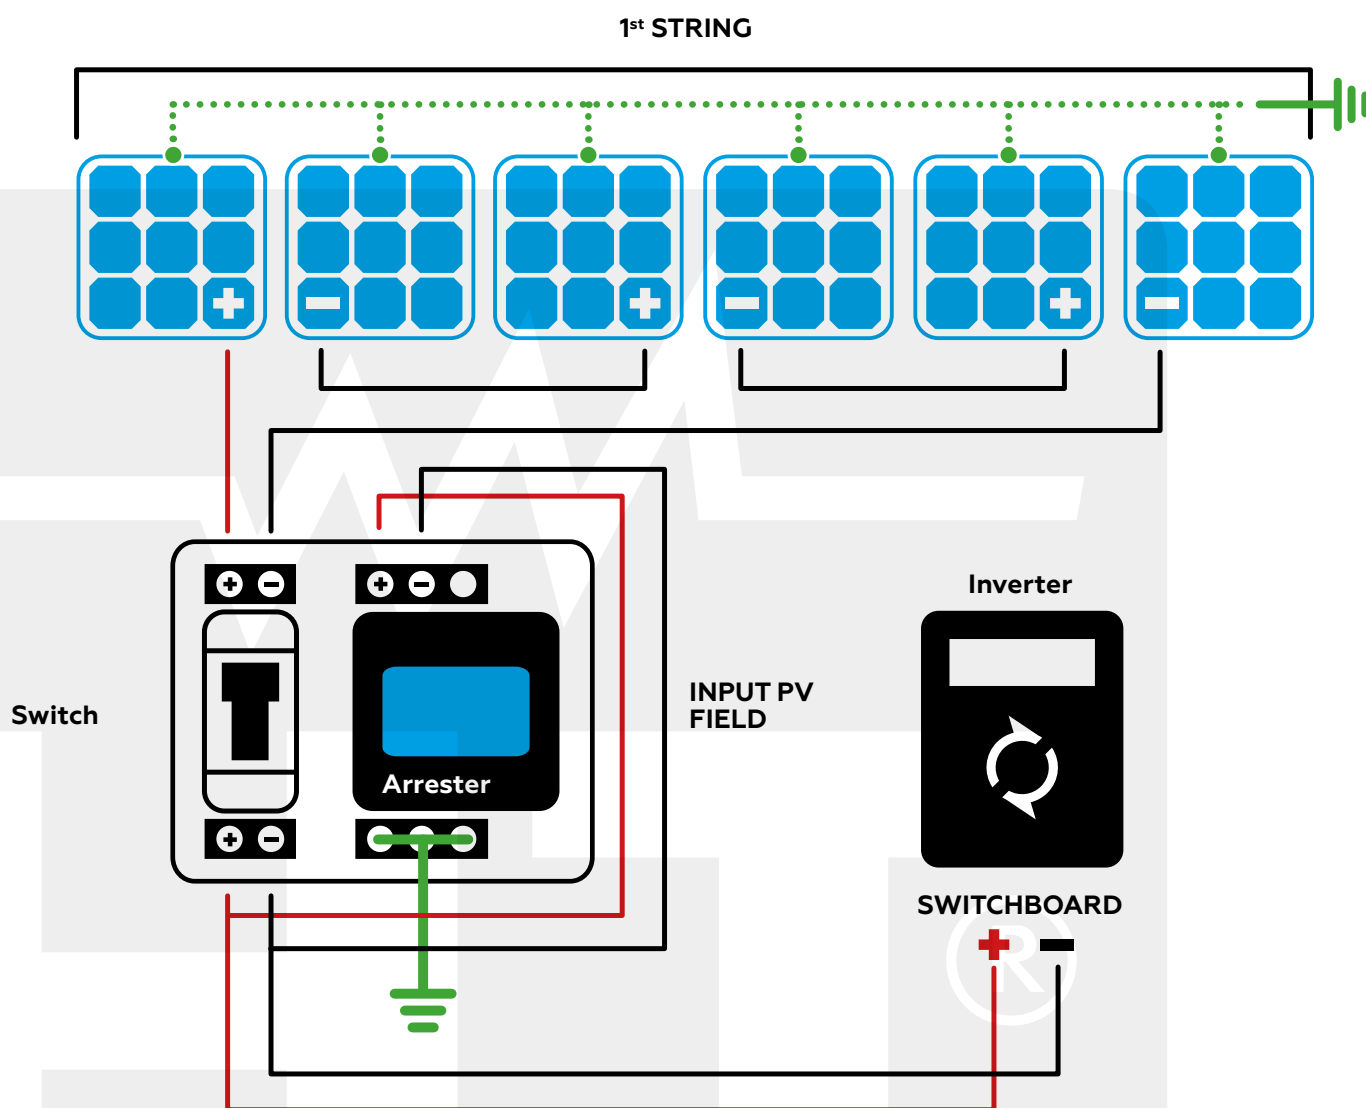 1st STRING
Inverter
INPUT PV
FIELD
Switch
Arrester
SWITCHBOARD
®